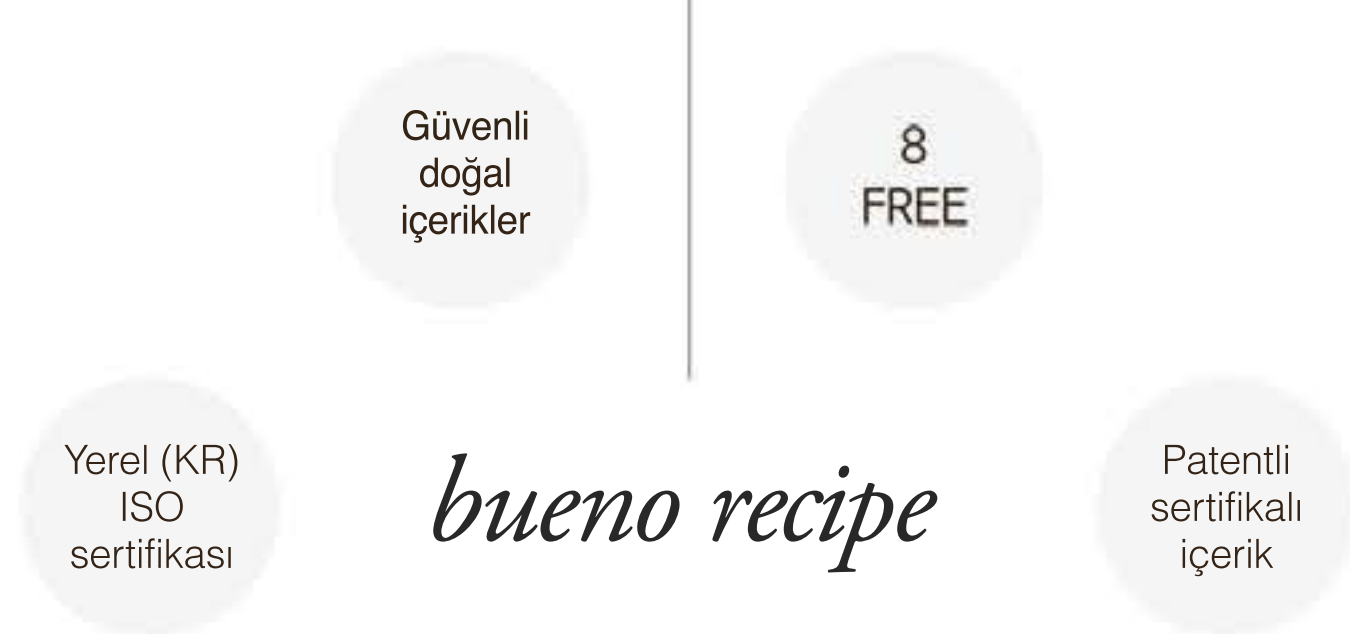 Güvenli
doğal
içerikler
8
FREE
Yerel (KR)
ISO
sertifikası
bueno recipe
Patentli
sertifikalı
içerik